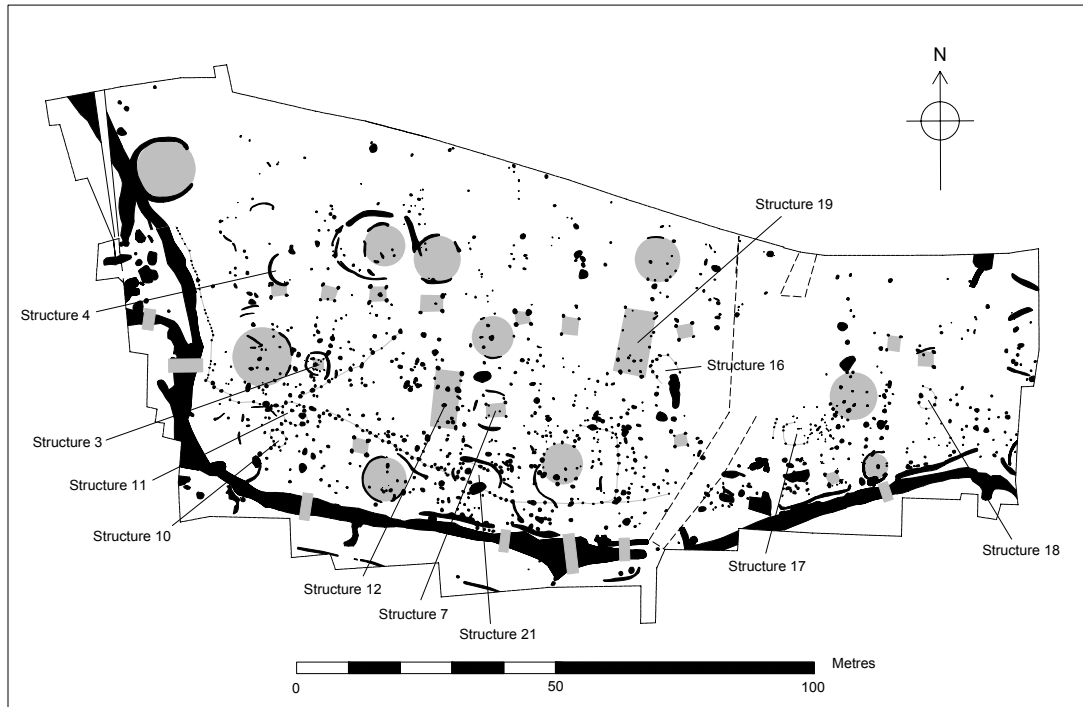 N
Structure 19
Structure 4
Structure 16
Structure 3
Structure 11
Structure 10
Structure 18
Structure 17
Structure 12
Structure 7
Structure 21
Metres
0
50
100